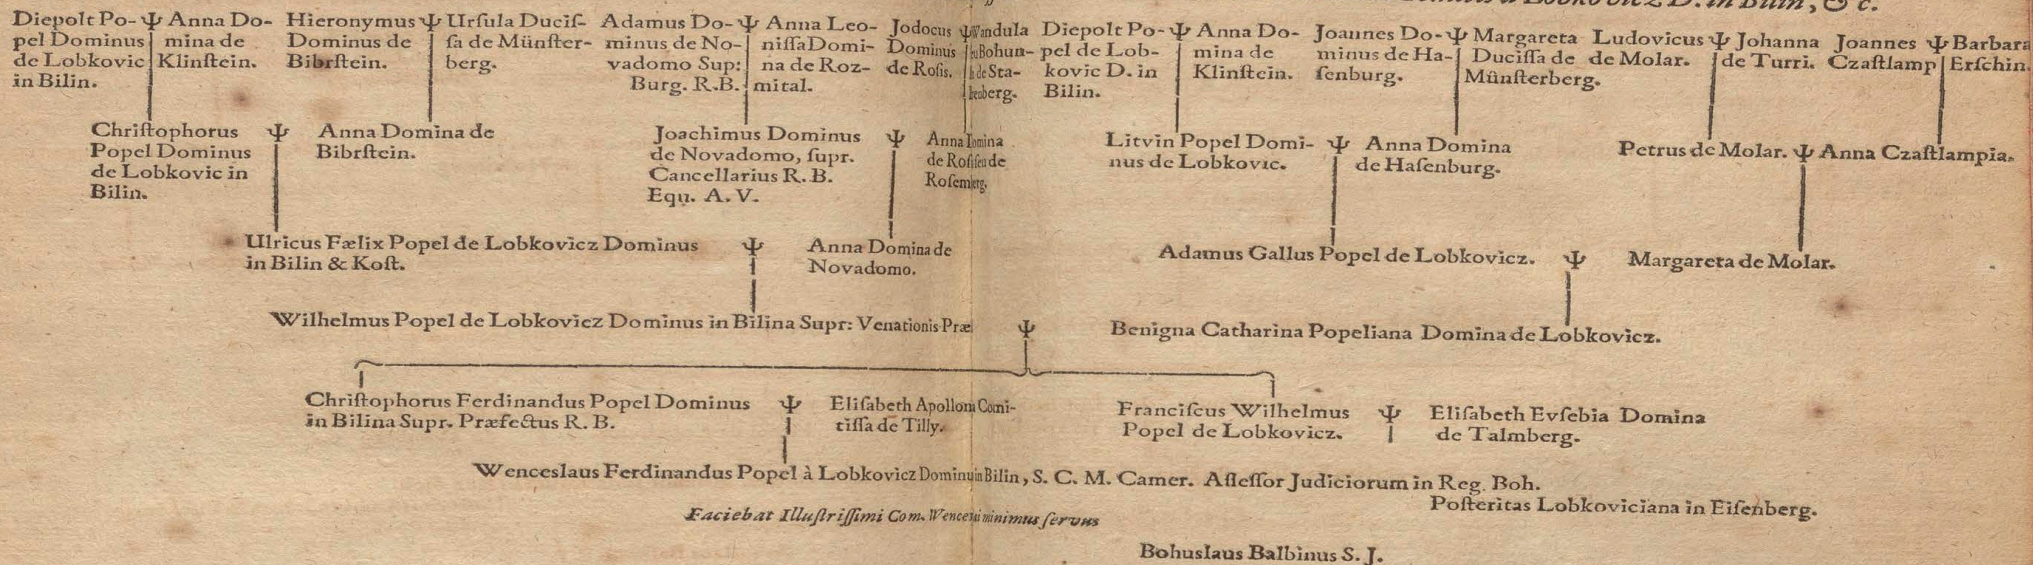 Diepolt Po-
pel Dominus
de Lobkovic
in Bilin.
Ψ
Anna Do-
mina de
Klinſtein.
Hieronymus
Dominus de
Bibrſtein.
Ψ
Urſula Duciſ-
ſa de Münſter-
berg.
Adamus Do-
minus de No-
vadomo Sup:
Burg. R.B.
Ψ
Anna Leo-
niſſa Domi-
na de Roz-
mital.
Jodocus
Dominus
de Roſis.
Ψ
Wandula
Bohun-
de Sta-
berg.
Diepolt Po-
pel de Lob-
kovic D. in
Bilin.
Ψ
Anna Do-
mina de
Klinſtein.
Joannes Do-
minus de Ha-
ſenburg.
Ψ
Margareta
Duciſſa de
Münſterberg.
Ludovicus
de Molar.
Ψ
Johanna
de Turri.
Joannes
Czaſtlamp
Ψ
Barbara
Erſchin.
Chriſtophorus
Popel Dominus
de Lobkovic in
Bilin.
Ψ
Anna Domina de
Bibrſtein.
Joachimus Dominus
de Novadomo, ſupr.
Cancellarius R. B.
Equ. A. V.
Ψ
Anna Domina
de
Litvin Popel Domi-
nus de Lobkovic.
Ψ
Anna Domina
de Haſenburg.
Petrus de Molar. Ψ Anna Czaſtlampia.
Ulricus Fælix Popel de Lobkovicz Dominus
in Bilin & Koſt.
Ψ
Anna Domina de
Novadomo.
Adamus Gallus Popel de Lobkovicz. Ψ Margareta de Molar.
Wilhelmus Popel de Lobkovicz Dominus in Bilina Supr: Venationis Præ Ψ Benigna Catharina Popeliana Domina de Lobkovicz.
Chriſtophorus Ferdinandus Popel Dominus
in Bilina Supr. Præfectus R. B.
Ψ
Eliſabeth Apollon Comi-
tiſſa de Tilly.
Franciſcus Wilhelmus
Popel de Lobkovicz.
Ψ
Eliſabeth Evſebia Domina
de Talmberg.
Wenceslaus Ferdinandus Popel à Lobkovicz Dominus in Bilin, S. C. M. Camer. Aſſeſſor Judiciorum in Reg. Boh.
Poſteritas Lobkoviciana in Eiſenberg.
Faciebat Illuſtriſſimi Com. minimus ſervus
Bohuslaus Balbinus S. J.